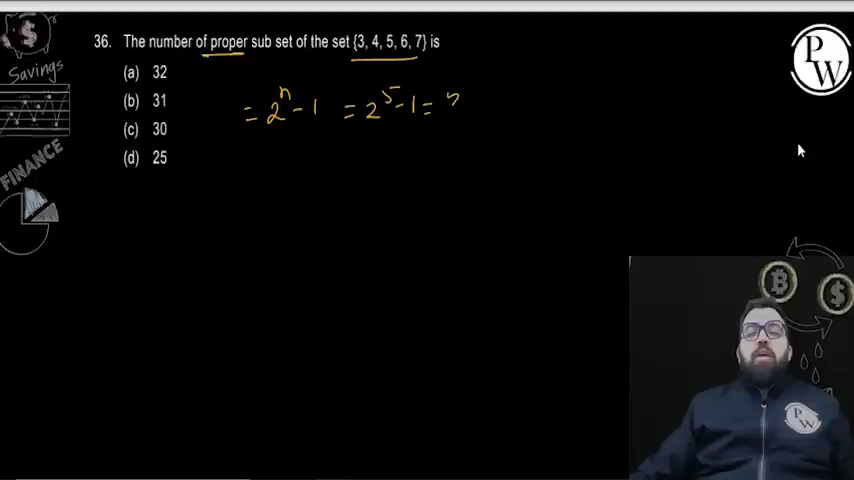 Savings
FINANCE
36. The number of proper sub set of the set {3, 4, 5, 6, 7} is
(a) 32
(b) 31
(c) 30
(d) 25
= 2ⁿ - 1 = 2⁵ - 1 =
PW
PW